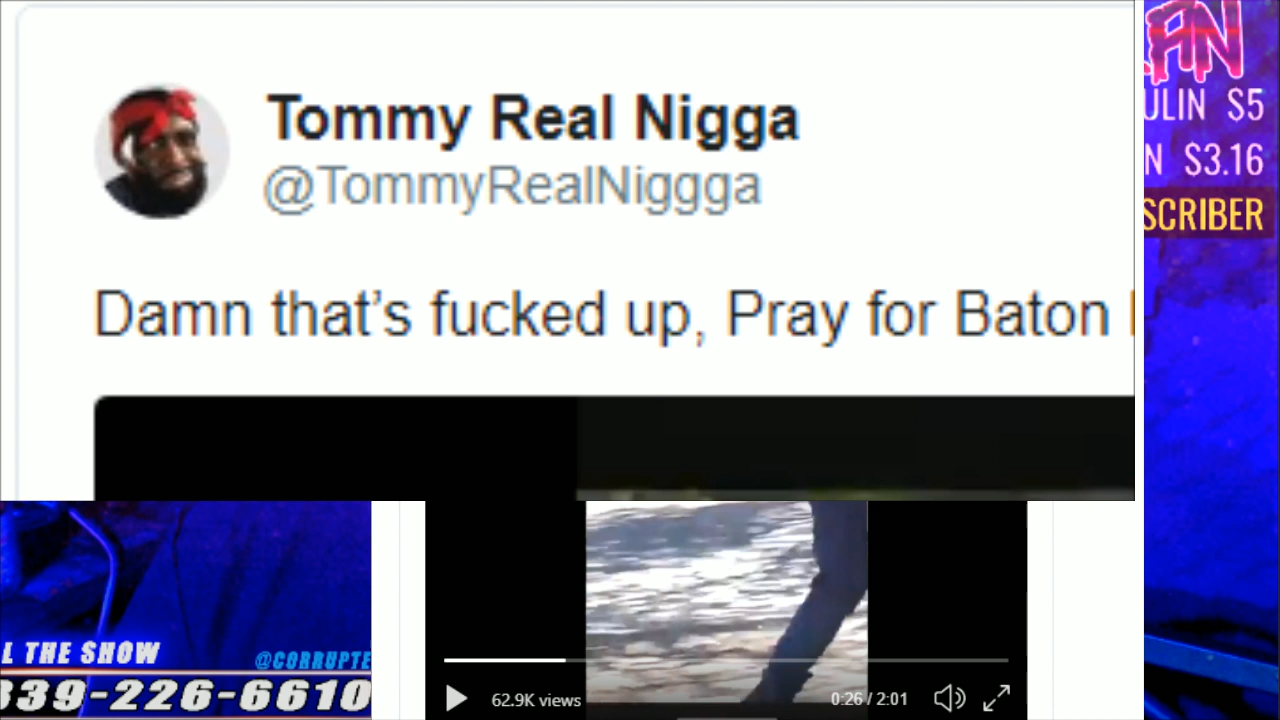 Tommy Real Nigga
@TommyRealNiggga
Damn that's fucked up, Pray for Baton
AN
ULIN $5
N $3.16
SCRIBER
L THE SHOW
@CORRUPTE
339-226-6610
62.9K views
0:26 / 2:01